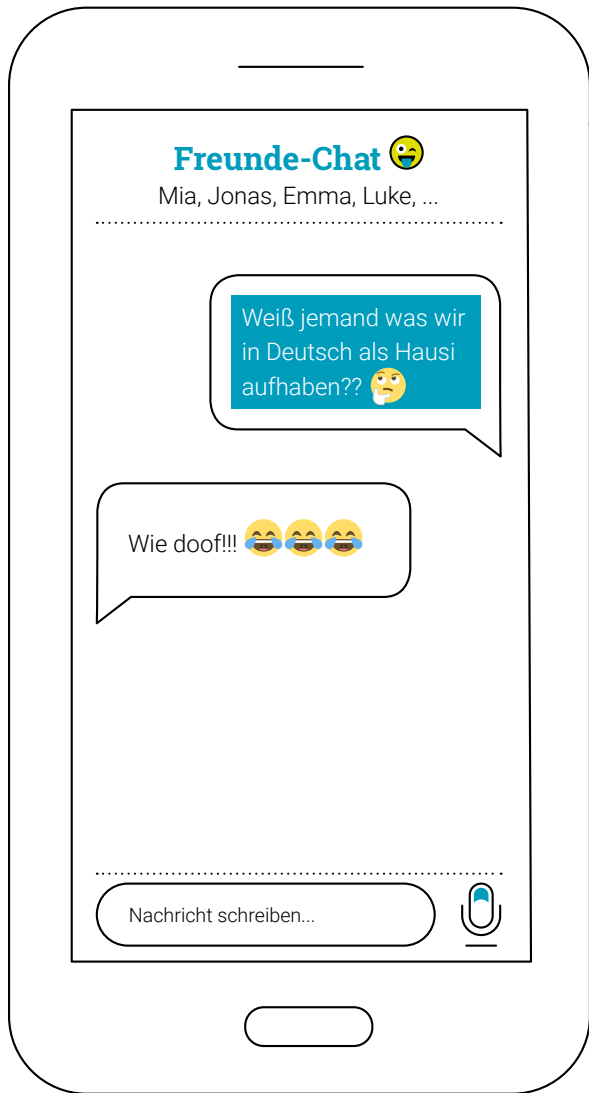 Freunde-Chat
Mia, Jonas, Emma, Luke, ...
Weiß jemand was wir
in Deutsch als Hausi
aufhaben??
Wie doof!!!
Nachricht schreiben...